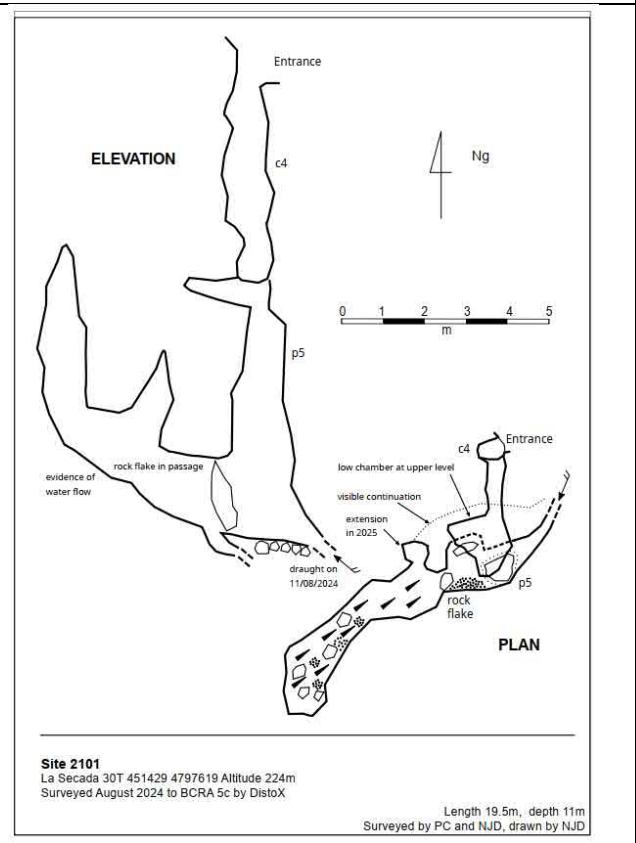 Entrance
ELEVATION
c4
Ng
0 1 2 3 4 5
m
p5
Entrance
c4
rock flake in passage
low chamber at upper level
evidence of
water flow
visible continuation
extension
in 2025
draught on
11/08/2024
p5
rock
flake
PLAN
Site 2101
La Secada 30T 451429 4797619 Altitude 224m
Surveyed August 2024 to BCRA 5c by DistoX
Length 19.5m, depth 11m
Surveyed by PC and NJD, drawn by NJD